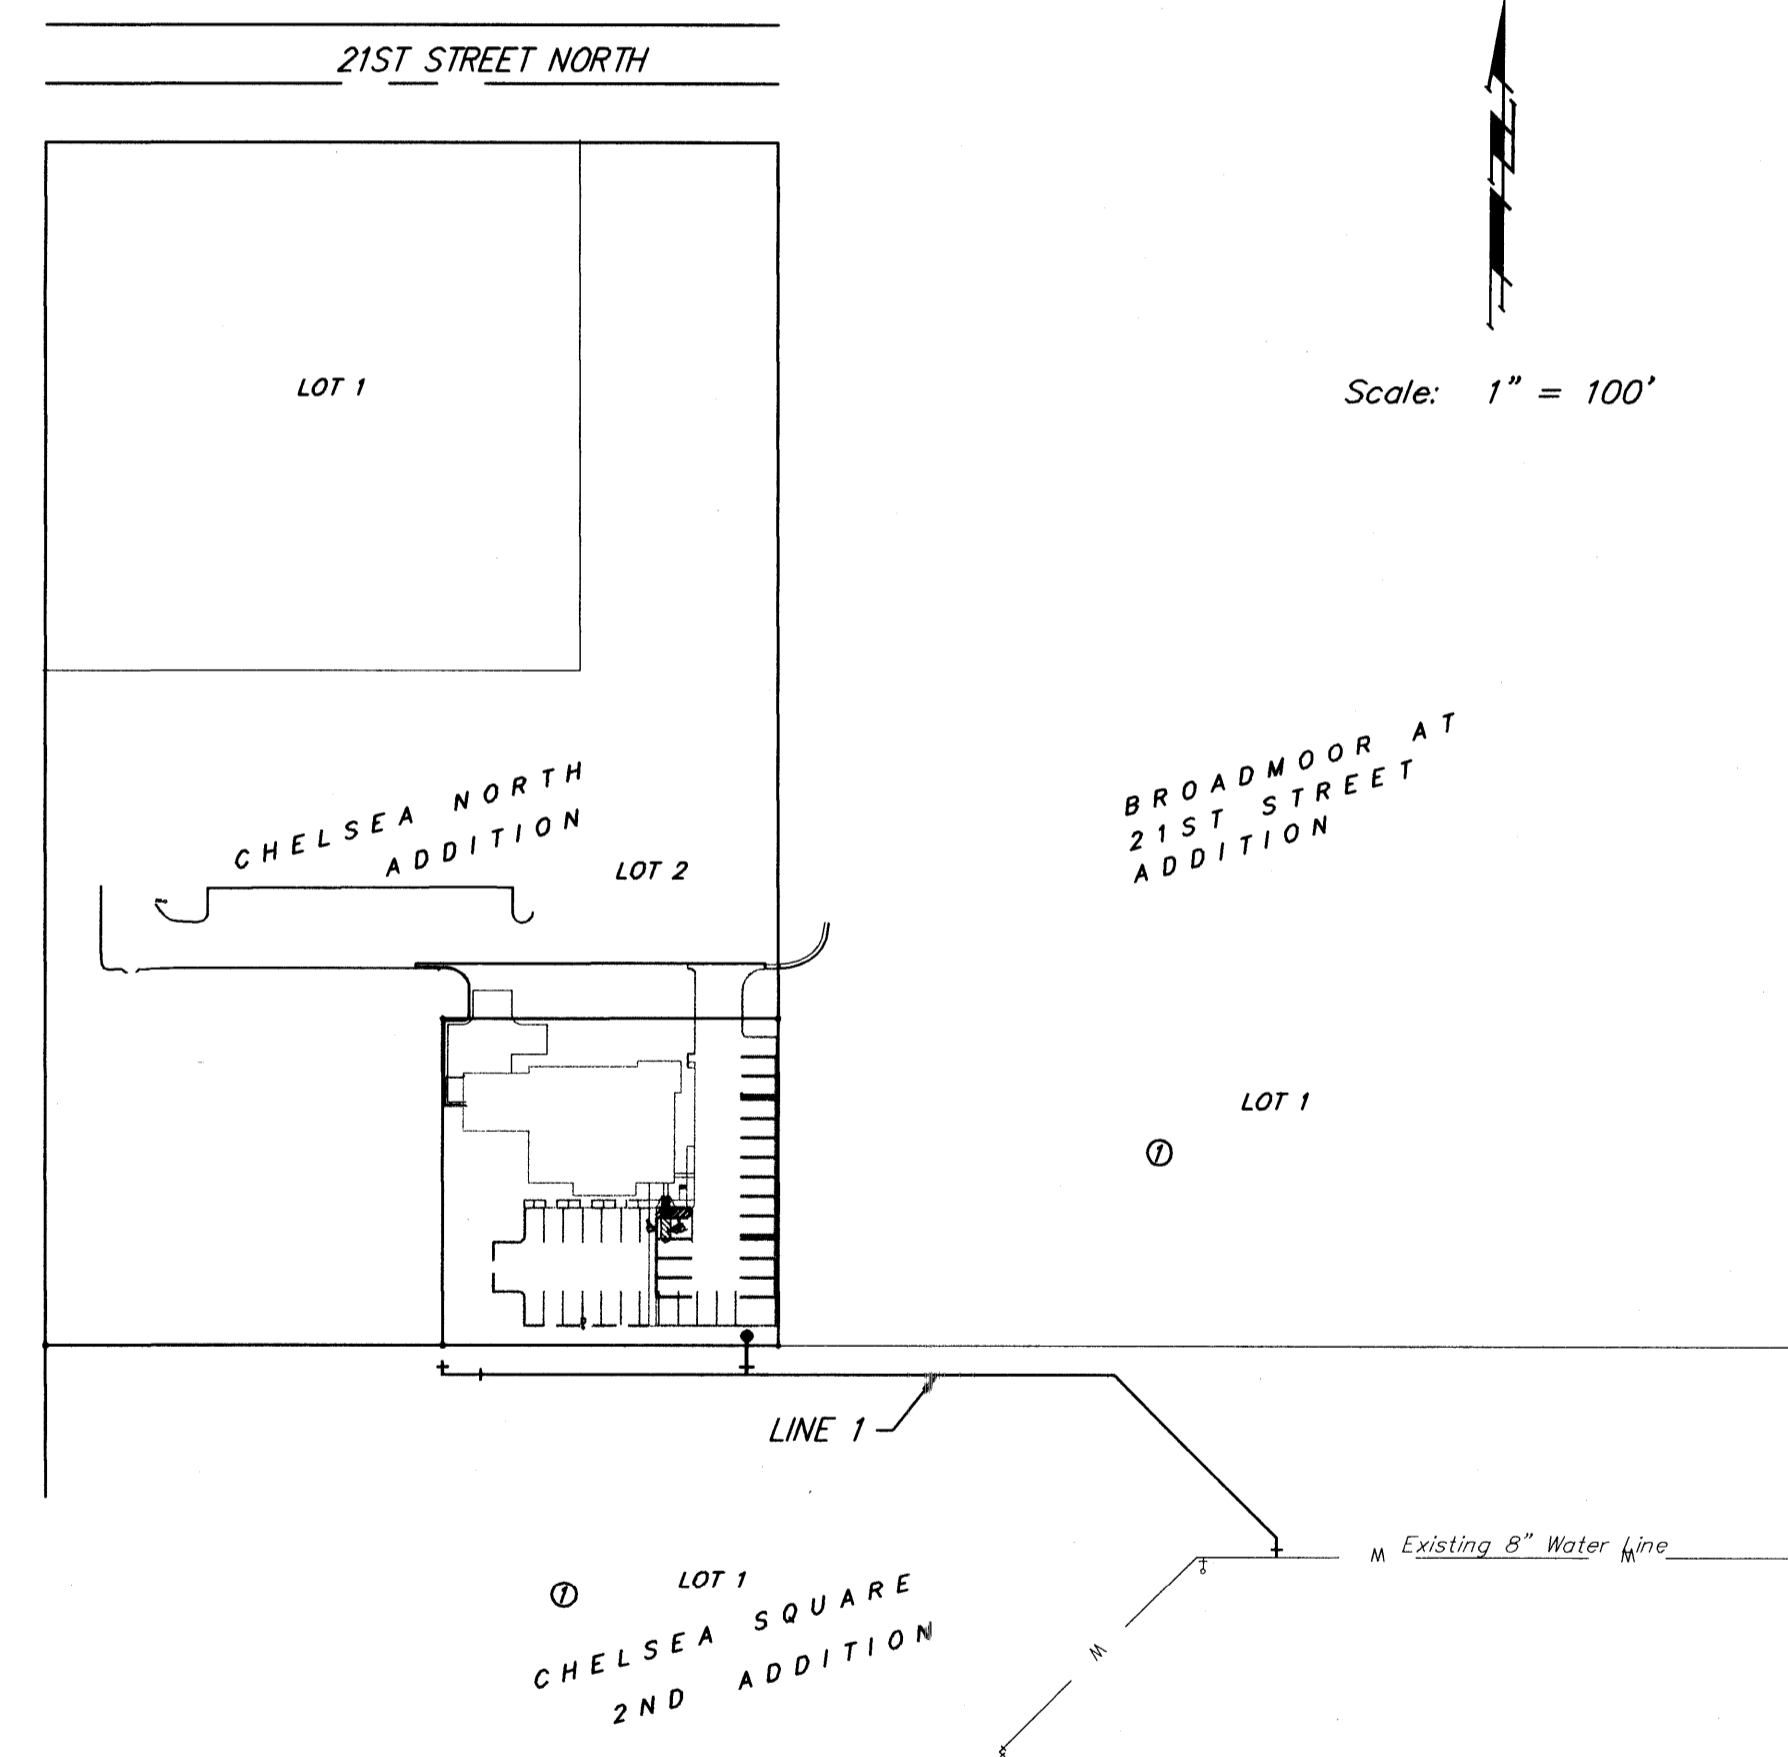 21ST STREET NORTH
LOT 1
Scale: 1" = 100'
CHELSEA NORTH
ADDITION
LOT 2
BROADMOOR AT
21ST STREET
ADDITION
LOT 1
1
LINE 1
Existing 8" Water Line
W
W
W
1
LOT 1
CHELSEA SQUARE
2ND ADDITION